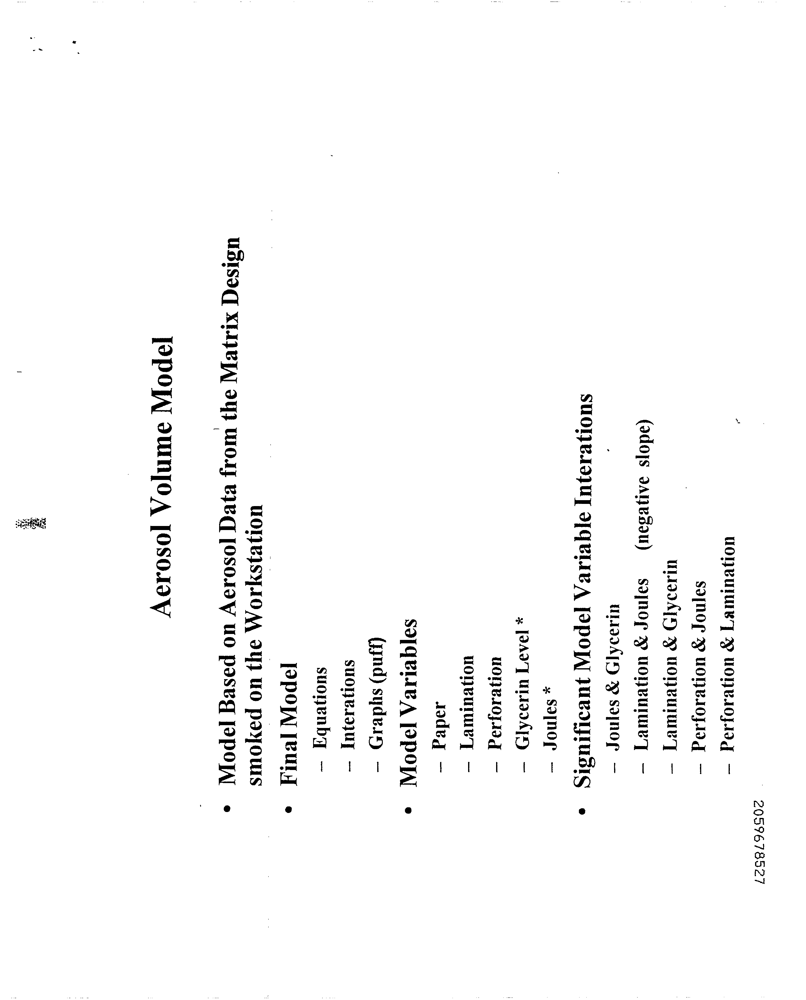 Aerosol Volume Model
• Model Based on Aerosol Data from the Matrix Design
smoked on the Workstation
• Final Model
– Equations
– Interations
– Graphs (puff)
• Model Variables
– Paper
– Lamination
– Perforation
– Glycerin Level *
– Joules *
• Significant Model Variable Interations
– Joules & Glycerin
– Lamination & Joules (negative slope)
– Lamination & Glycerin
– Perforation & Joules
– Perforation & Lamination
2059678527